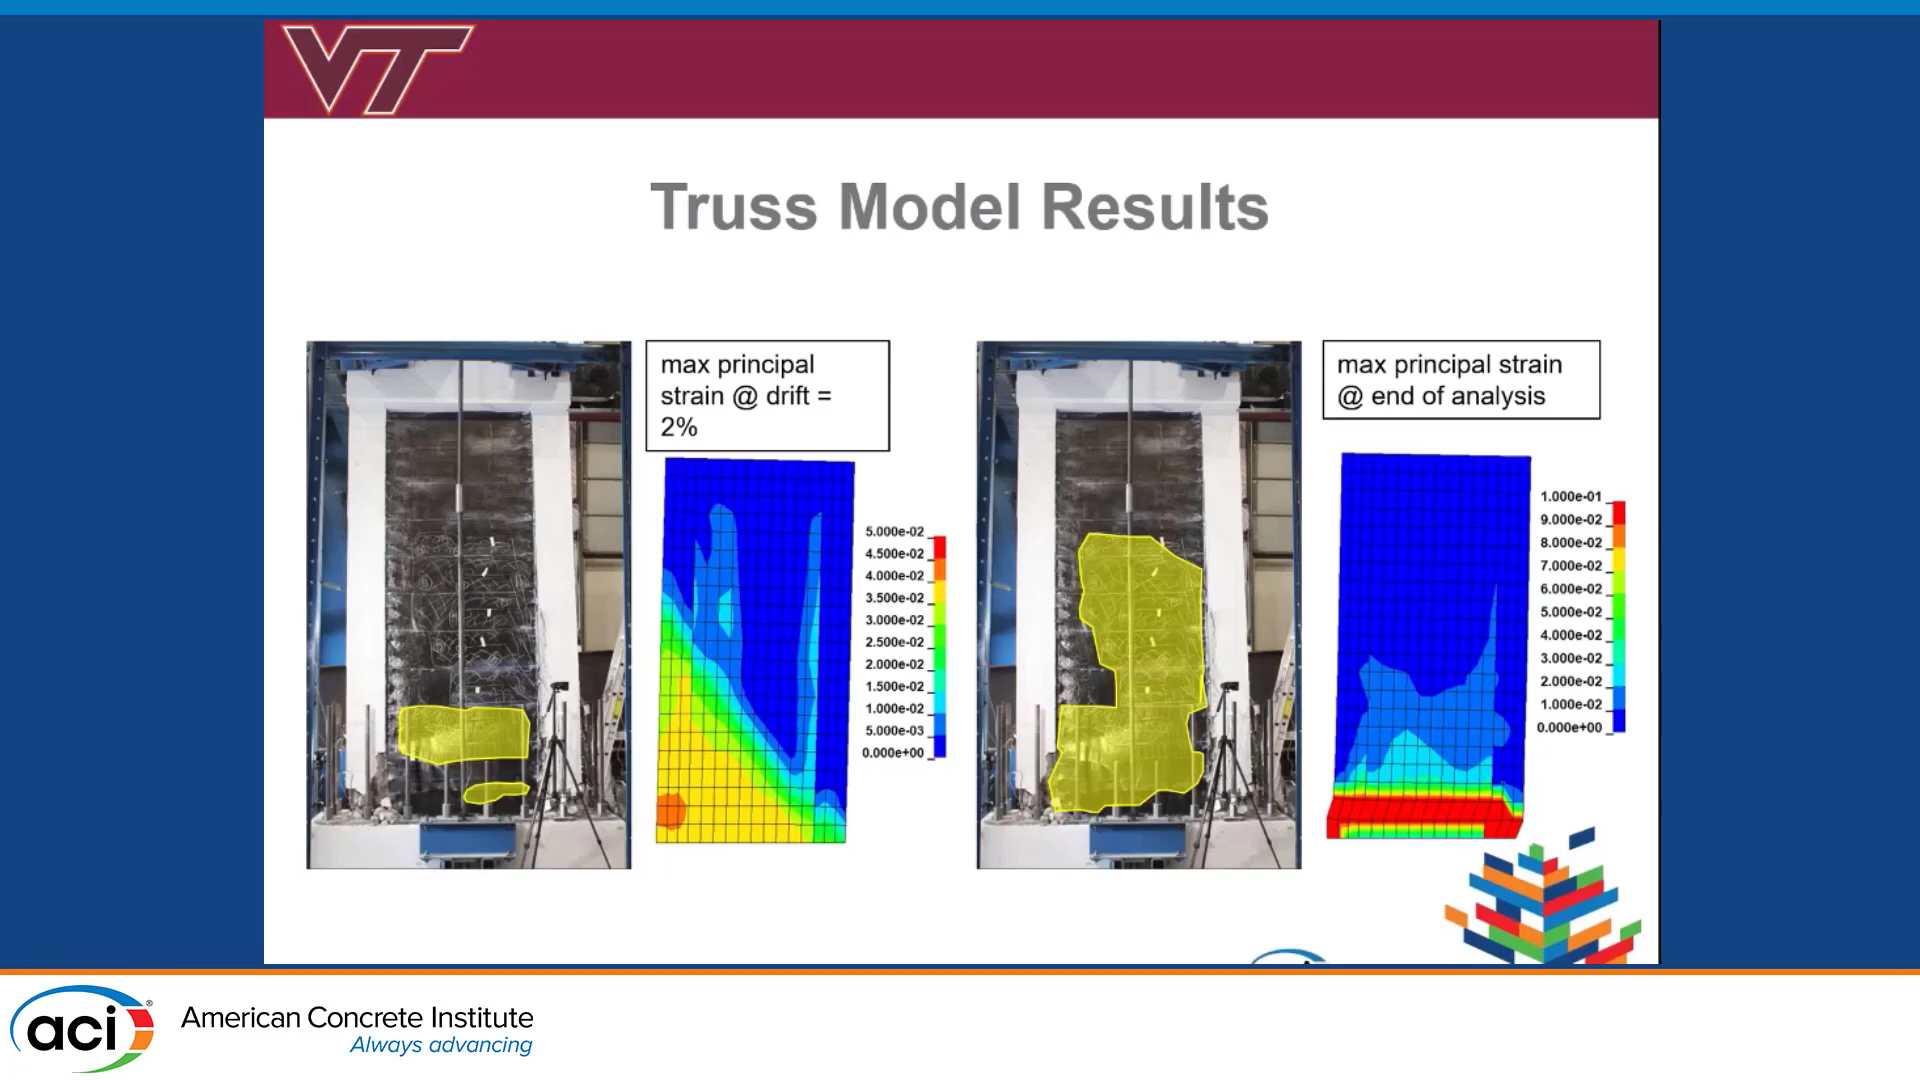 VT
Truss Model Results
max principal
strain @ drift =
2%
5.000e-02
4.500e-02
4.000e-02
3.500e-02
3.000e-02
2.500e-02
2.000e-02
1.500e-02
1.000e-02
5.000e-03
0.000e+00
max principal strain
@ end of analysis
1.000e-01
9.000e-02
8.000e-02
7.000e-02
6.000e-02
5.000e-02
4.000e-02
3.000e-02
2.000e-02
1.000e-02
0.000e+00
aci®
American Concrete Institute
Always advancing